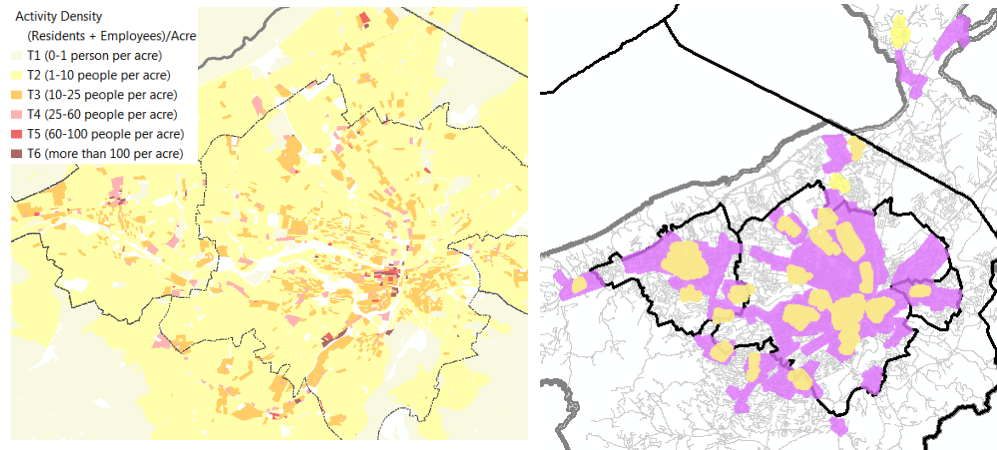 Activity Density
(Residents + Employees)/Acre
T1 (0-1 person per acre)
T2 (1-10 people per acre)
T3 (10-25 people per acre)
T4 (25-60 people per acre)
T5 (60-100 people per acre)
T6 (more than 100 per acre)